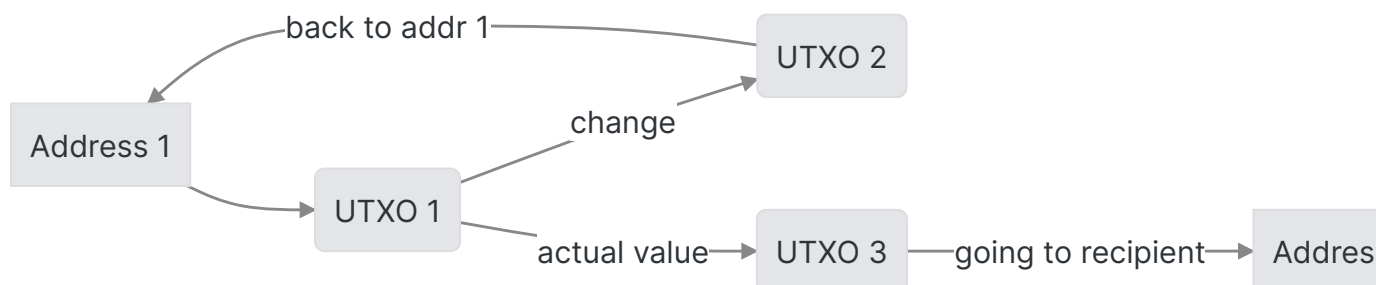 back to addr 1
UTXO 2
change
Address 1
UTXO 1
actual value
UTXO 3
going to recipient
Addres